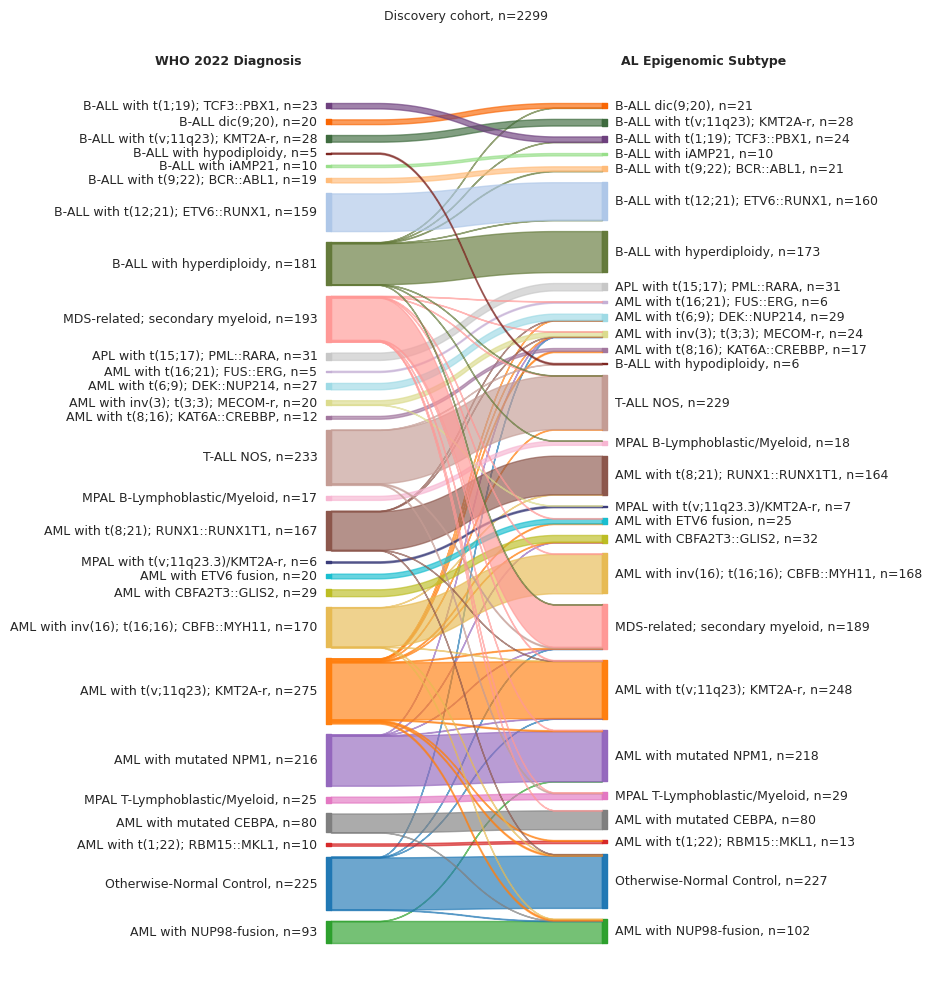 Discovery cohort, n=2299
WHO 2022 Diagnosis
B-ALL with t(1;19); TCF3::PBX1, n=23
B-ALL dic(9;20), n=20
B-ALL with t(v,11q23); KMT2A-r, n=28
B-ALL with hypodiploidy, n=5
B-ALL with iAMP21, n=10
B-ALL with t(9;22); BCR::ABL1, n=19
B-ALL with t(12;21); ETV6::RUNX1, n=159
B-ALL with hyperdiploidy, n=181
MDS-related; secondary myeloid, n=193
APL with t(15;17); PML::RARA, n=31
AML with t(16;21); FUS::ERG, n=5
AML with t(6;9); DEK::NUP214, n=27
AML with inv(3); t(3;3); MECOM-r, n=20
AML with t(8;16); KAT6A::CREBBP, n=12
T-ALL NOS, n=233
MPAL B-Lymphoblastic/Myeloid, n=17
AML with t(8;21); RUNX1::RUNX1T1, n=167
MPAL with t(v;11q23.3)/KMT2A-r, n=6
AML with ETV6 fusion, n=20
AML with CBFA2T3::GLIS2, n=29
AML with inv(16); t(16;16); CBFB::MYH11, n=170
AML with t(v;11q23); KMT2A-r, n=275
AML with mutated NPM1, n=216
MPAL T-Lymphoblastic/Myeloid, n=25
AML with mutated CEBPA, n=80
AML with t(1;22); RBM15::MKL1, n=10
Otherwise-Normal Control, n=225
AML with NUP98-fusion, n=93
AL Epigenomic Subtype
B-ALL dic(9;20), n=21
B-ALL with t(v,11q23); KMT2A-r, n=28
B-ALL with t(1;19); TCF3::PBX1, n=24
B-ALL with iAMP21, n=10
B-ALL with t(9;22); BCR::ABL1, n=21
B-ALL with t(12;21); ETV6::RUNX1, n=160
B-ALL with hyperdiploidy, n=173
APL with t(15;17); PML::RARA, n=31
AML with t(16;21); FUS::ERG, n=6
AML with t(6;9); DEK::NUP214, n=29
AML with inv(3); t(3;3); MECOM-r, n=24
AML with t(8;16); KAT6A::CREBBP, n=17
B-ALL with hypodiploidy, n=6
T-ALL NOS, n=229
MPAL B-Lymphoblastic/Myeloid, n=18
AML with t(8;21); RUNX1::RUNX1T1, n=164
MPAL with t(v;11q23.3)/KMT2A-r, n=7
AML with ETV6 fusion, n=25
AML with CBFA2T3::GLIS2, n=32
AML with inv(16); t(16;16); CBFB::MYH11, n=168
MDS-related; secondary myeloid, n=189
AML with t(v;11q23); KMT2A-r, n=248
AML with mutated NPM1, n=218
MPAL T-Lymphoblastic/Myeloid, n=29
AML with mutated CEBPA, n=80
AML with t(1;22); RBM15::MKL1, n=13
Otherwise-Normal Control, n=227
AML with NUP98-fusion, n=102